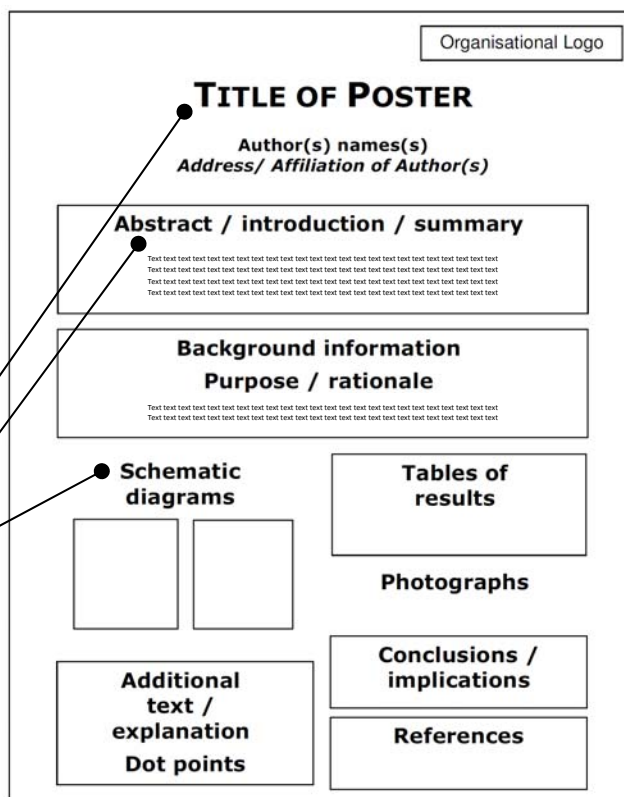 Organisational Logo
TITLE OF POSTER
Author(s) names(s)
Address/ Affiliation of Author(s)
Abstract / introduction / summary
Text text text text text text text text text text text text text text text text text text text text text text text text
Text text text text text text text text text text text text text text text text text text text text text text text text
Text text text text text text text text text text text text text text text text text text text text text text text text
Text text text text text text text text text text text text text text text text text text text text text text text text
Background information
Purpose / rationale
Text text text text text text text text text text text text text text text text text text text text text text text text
Text text text text text text text text text text text text text text text text text text text text text text text text
Schematic
diagrams
Tables of
results
Photographs
Additional
text /
explanation
Dot points
Conclusions /
implications
References